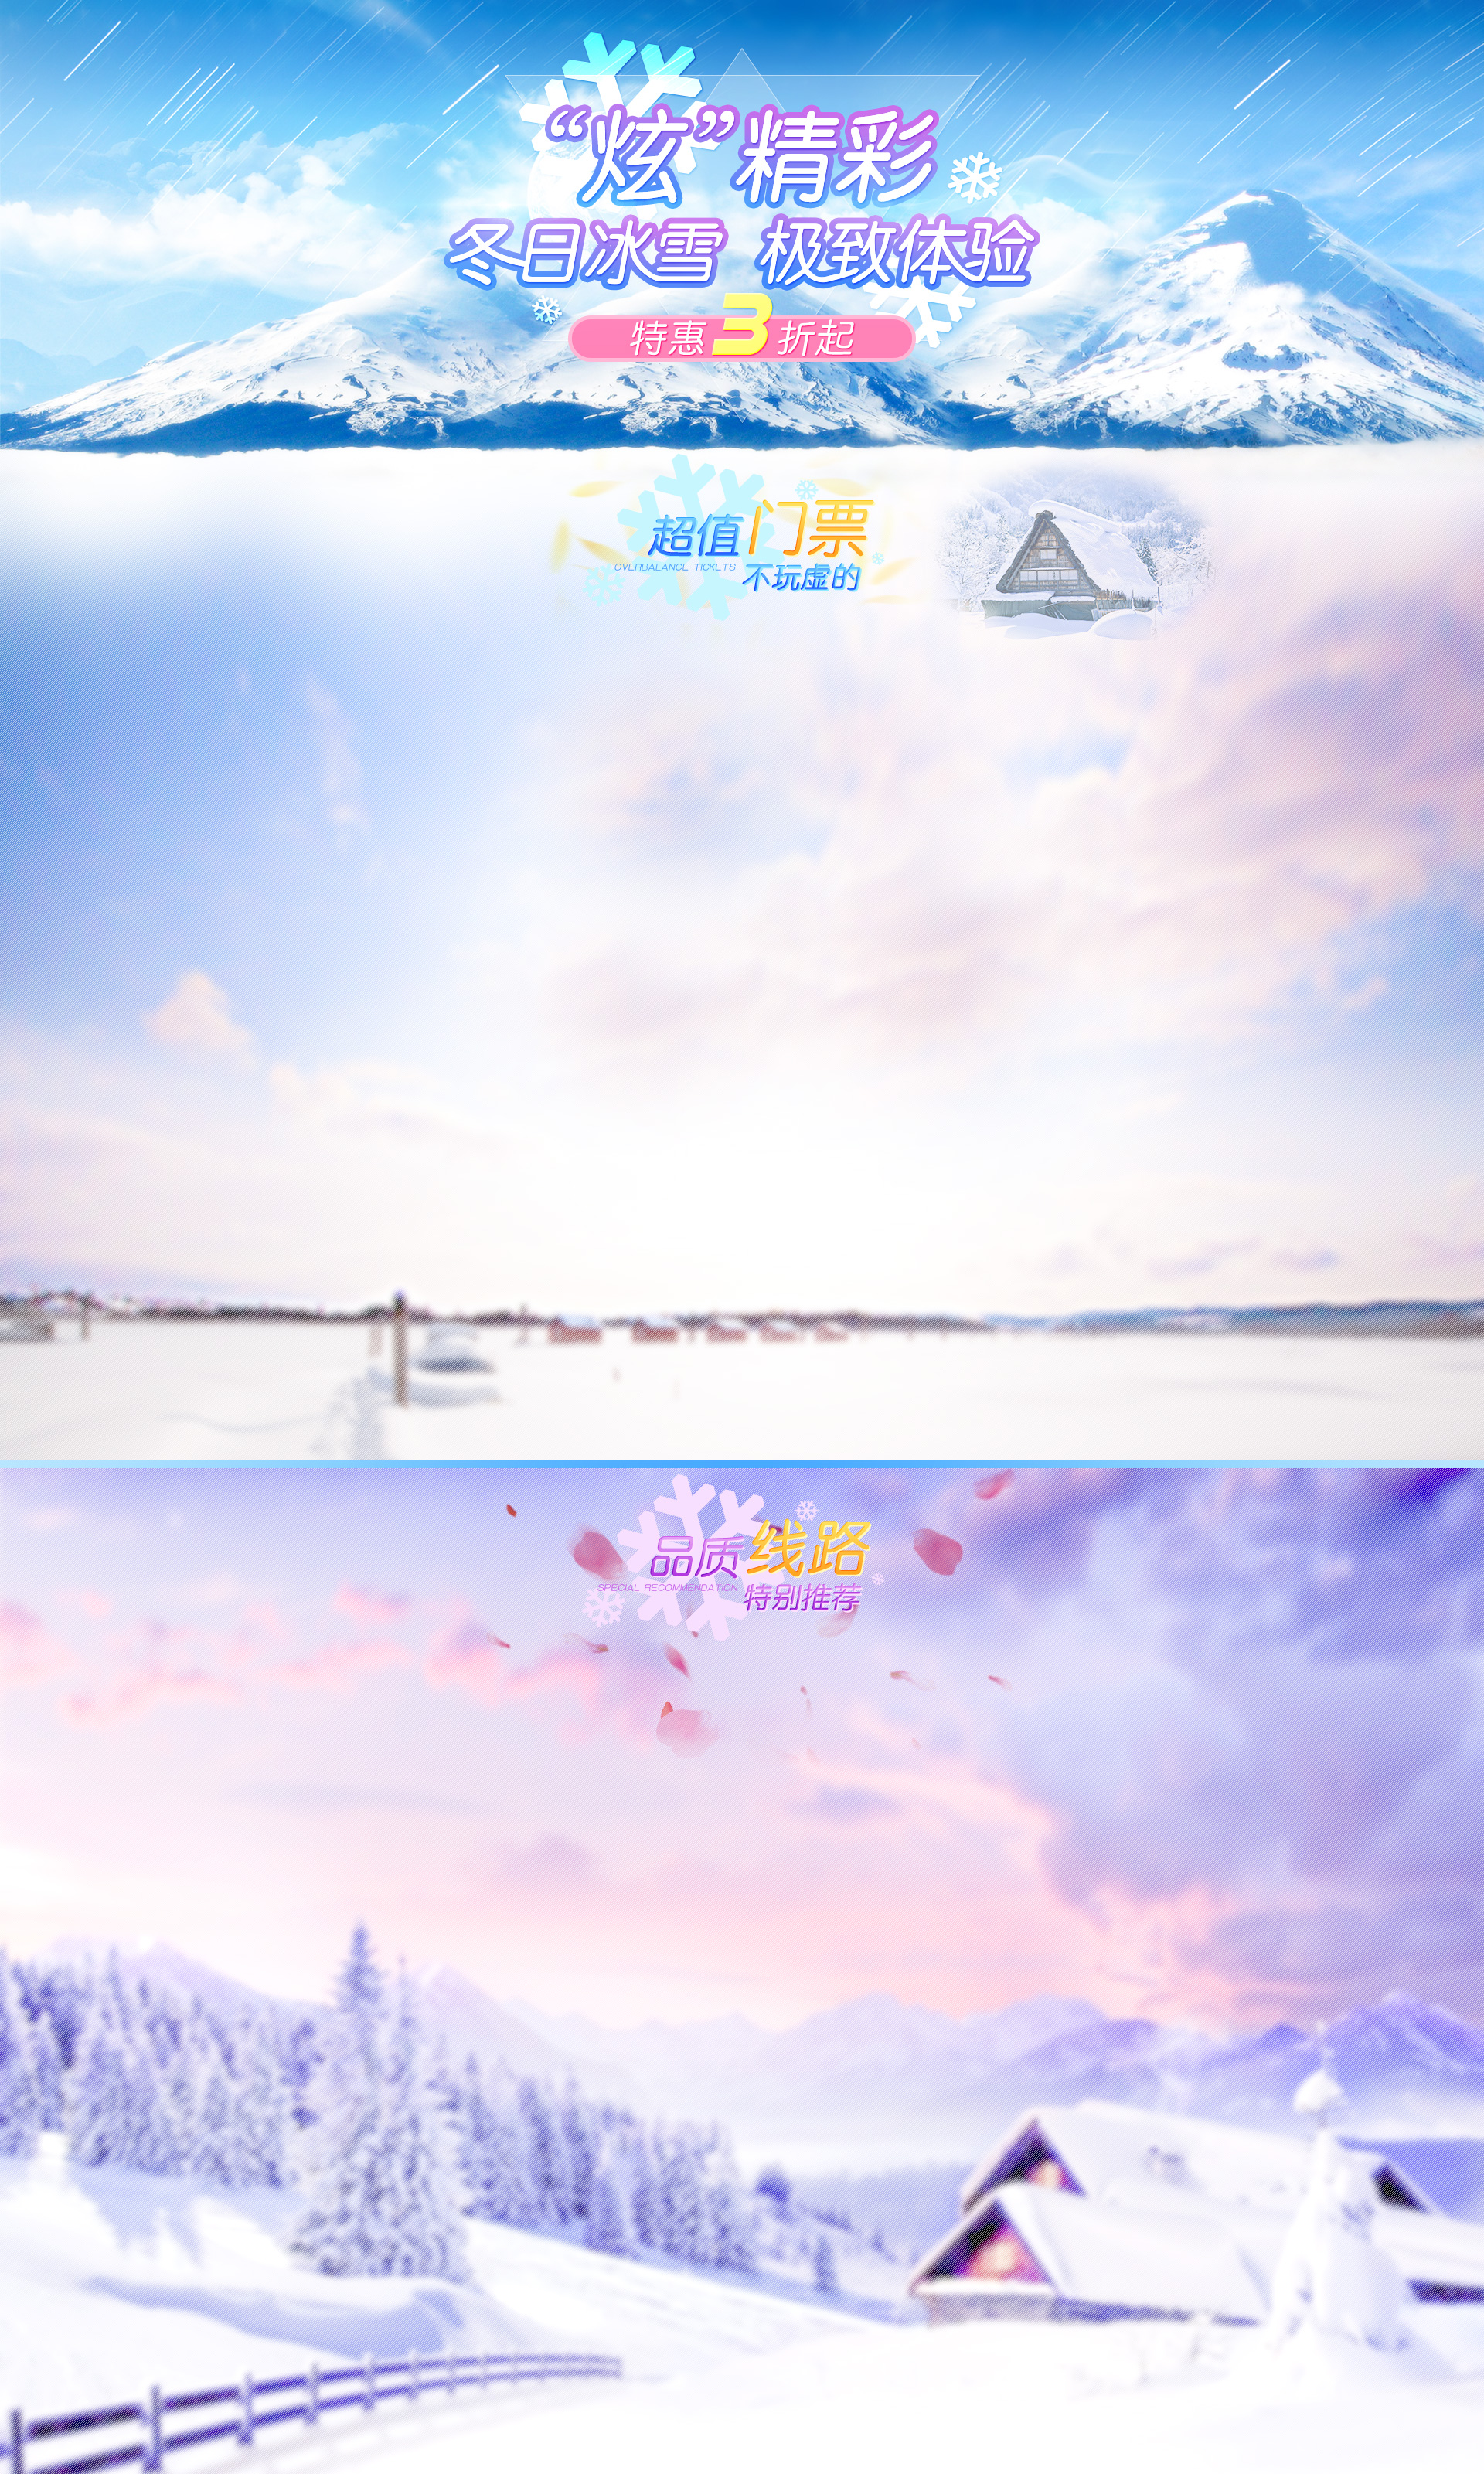 “炫”精彩
冬日冰雪 极致体验
特惠3折起
超值门票
OVERBALANCE TICKETS 不玩虚的
品质线路
SPECIAL RECOMMENDATION 特别推荐